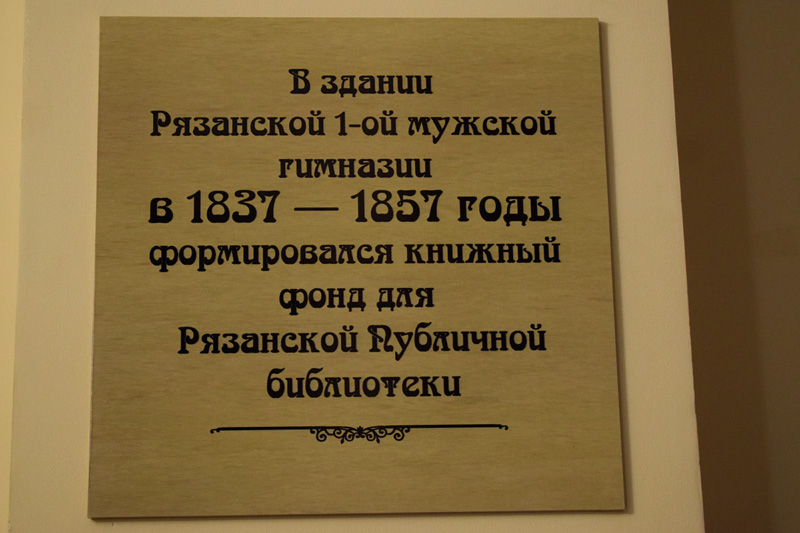 В здании
Рязанской 1-ой мужской
гимназии
в 1837 — 1857 годы
формировался книжный
фонд для
Рязанской Публичной
библиотеки